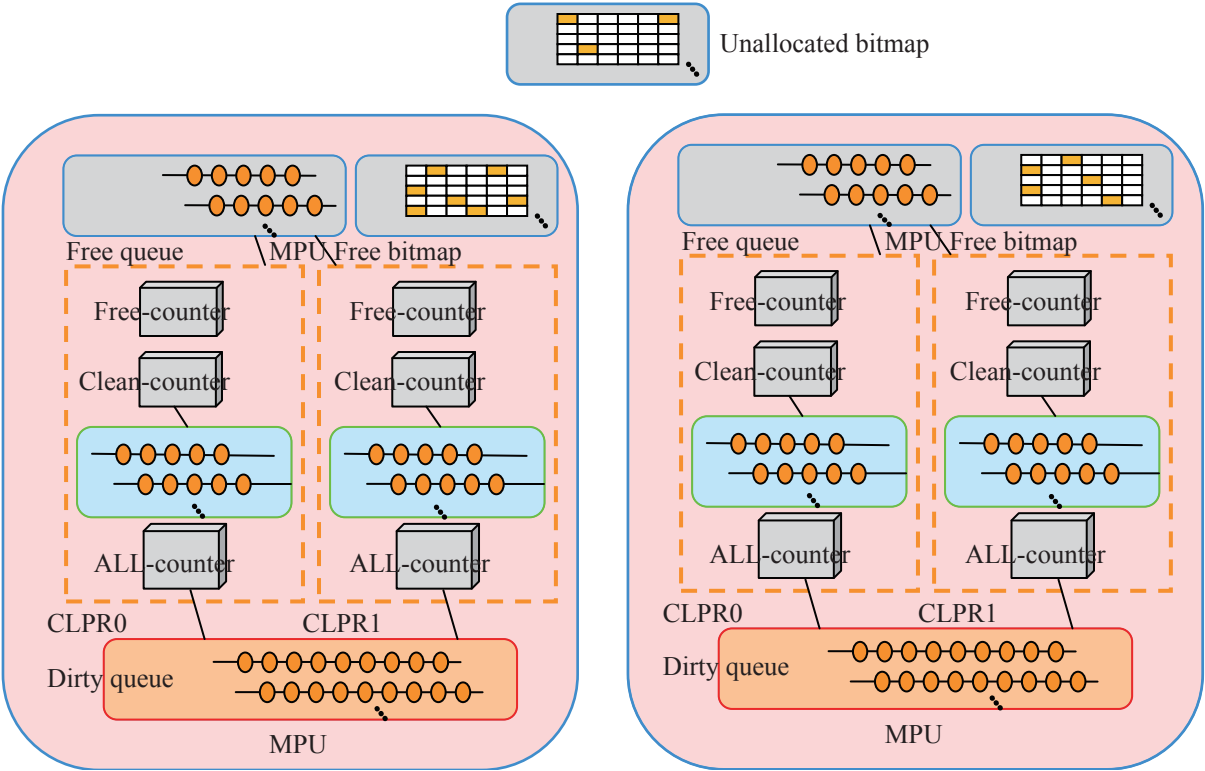 Unallocated bitmap
Free queue
MPU
Free bitmap
Free-counter
Free-counter
Clean-counter
Clean-counter
ALL-counter
ALL-counter
CLPR0
CLPR1
Dirty queue
MPU
Free queue
MPU
Free bitmap
Free-counter
Free-counter
Clean-counter
Clean-counter
ALL-counter
ALL-counter
CLPR0
CLPR1
Dirty queue
MPU